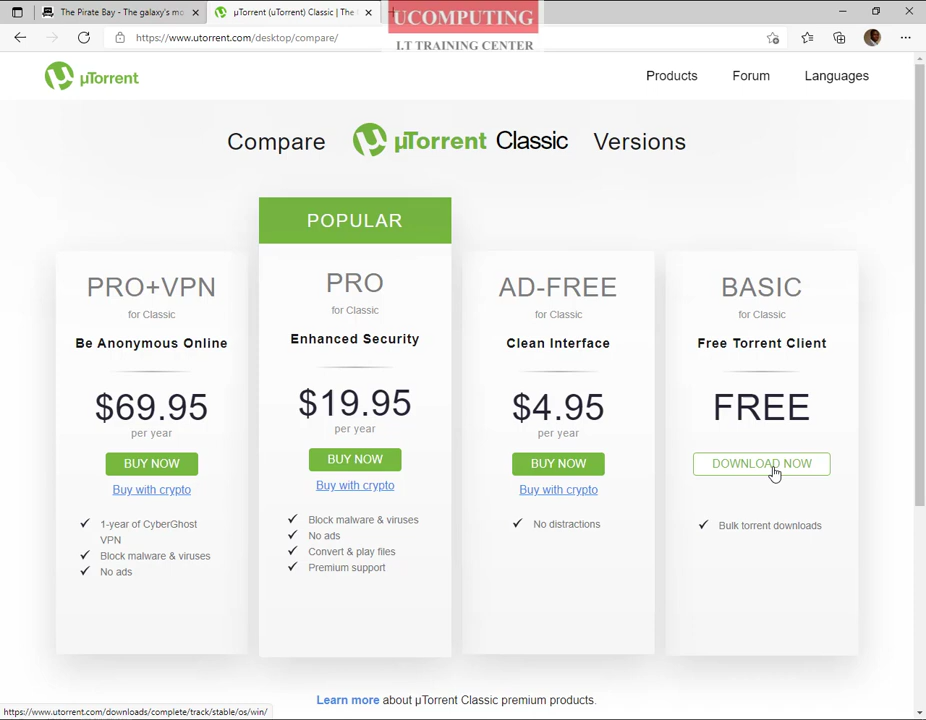 The Pirate Bay - The galaxy's mo
µTorrent (uTorrent) Classic | The
UCOMPUTING
I.T TRAINING CENTER
https://www.utorrent.com/desktop/compare/
µTorrent
Products
Forum
Languages
Compare
µTorrent Classic
Versions
POPULAR
PRO+VPN
for Classic
Be Anonymous Online
$69.95
per year
BUY NOW
Buy with crypto
1-year of CyberGhost
VPN
Block malware & viruses
No ads
PRO
for Classic
Enhanced Security
$19.95
per year
BUY NOW
Buy with crypto
Block malware & viruses
No ads
Convert & play files
Premium support
AD-FREE
for Classic
Clean Interface
$4.95
per year
BUY NOW
Buy with crypto
No distractions
BASIC
for Classic
Free Torrent Client
FREE
DOWNLOAD NOW
Bulk torrent downloads
Learn more about µTorrent Classic premium products.
https://www.utorrent.com/downloads/complete/track/stable/os/win/